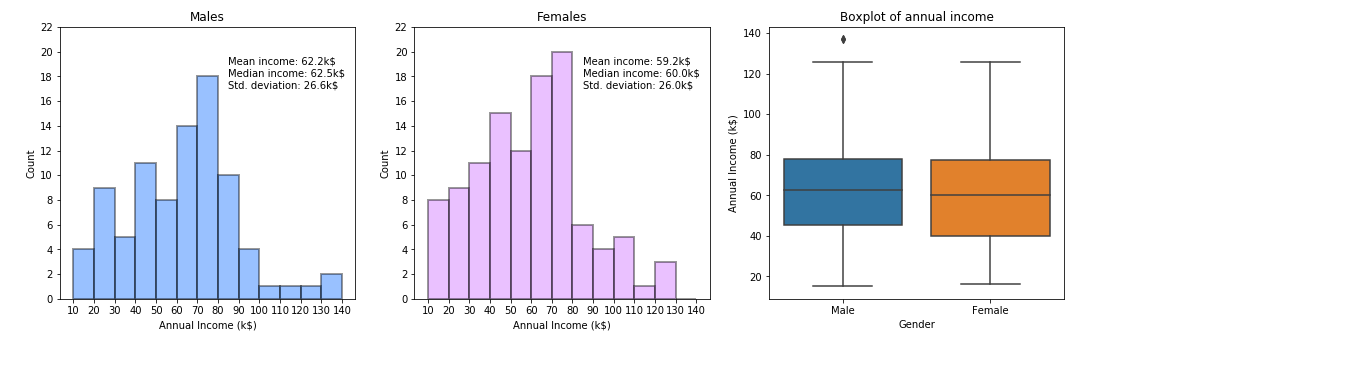 Males
22
20
18
16
14
12
10
8
6
4
2
0
Count
Mean income: 62.2k$
Median income: 62.5k$
Std. deviation: 26.6k$
10 20 30 40 50 60 70 80 90 100 110 120 130 140
Annual Income (k$)
Females
22
20
18
16
14
12
10
8
6
4
2
0
Count
Mean income: 59.2k$
Median income: 60.0k$
Std. deviation: 26.0k$
10 20 30 40 50 60 70 80 90 100 110 120 130 140
Annual Income (k$)
Boxplot of annual income
140
120
100
80
60
40
20
Annual Income (k$)
Male Female
Gender